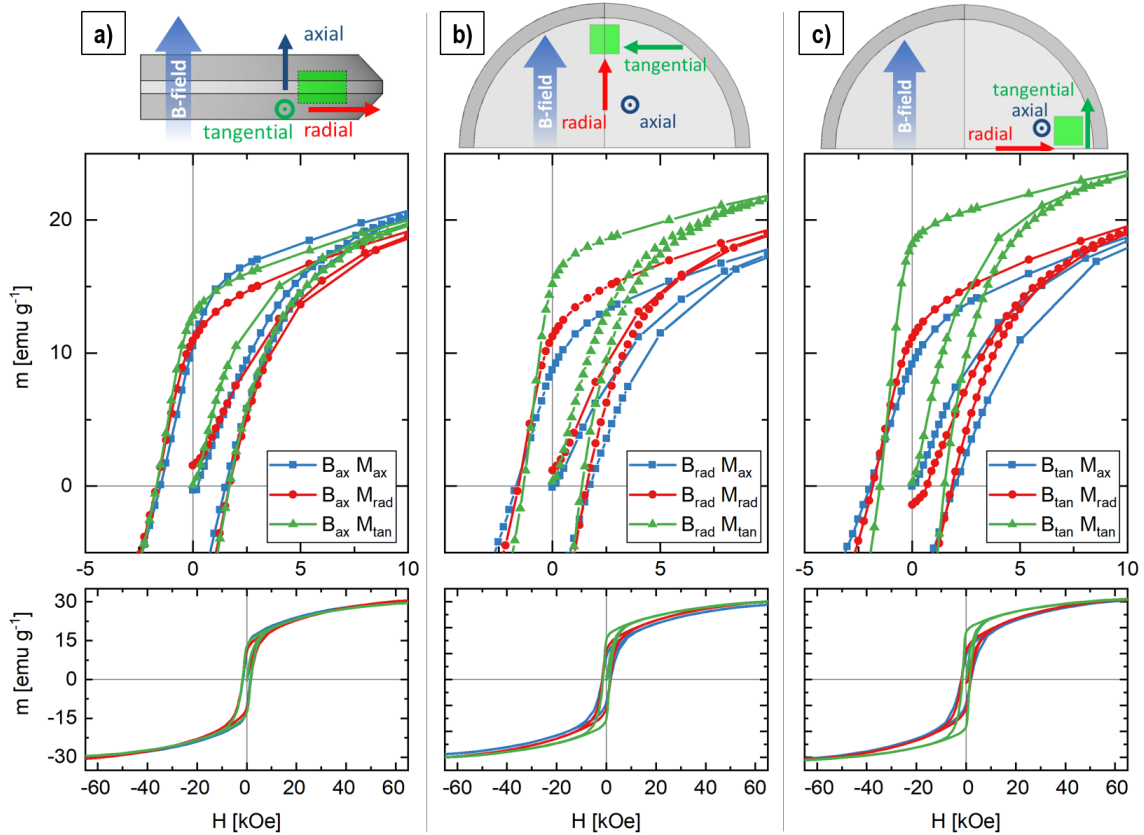 a)
B-field
axial
tangential
radial
b)
B-field
tangential
radial
axial
c)
B-field
tangential
axial
radial
m [emu g⁻¹]
20
10
0
-5
0
5
10
B_ax M_ax
B_ax M_rad
B_ax M_tan
0
5
10
B_rad M_ax
B_rad M_rad
B_rad M_tan
0
5
10
B_tan M_ax
B_tan M_rad
B_tan M_tan
m [emu g⁻¹]
30
15
0
-15
-30
-60 -40 -20 0 20 40 60
H [kOe]
-60 -40 -20 0 20 40 60
H [kOe]
-60 -40 -20 0 20 40 60
H [kOe]